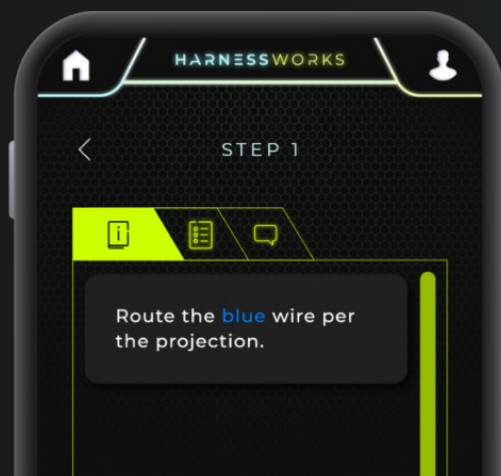 HARNESSWORKS
STEP 1
Route the blue wire per
the projection.